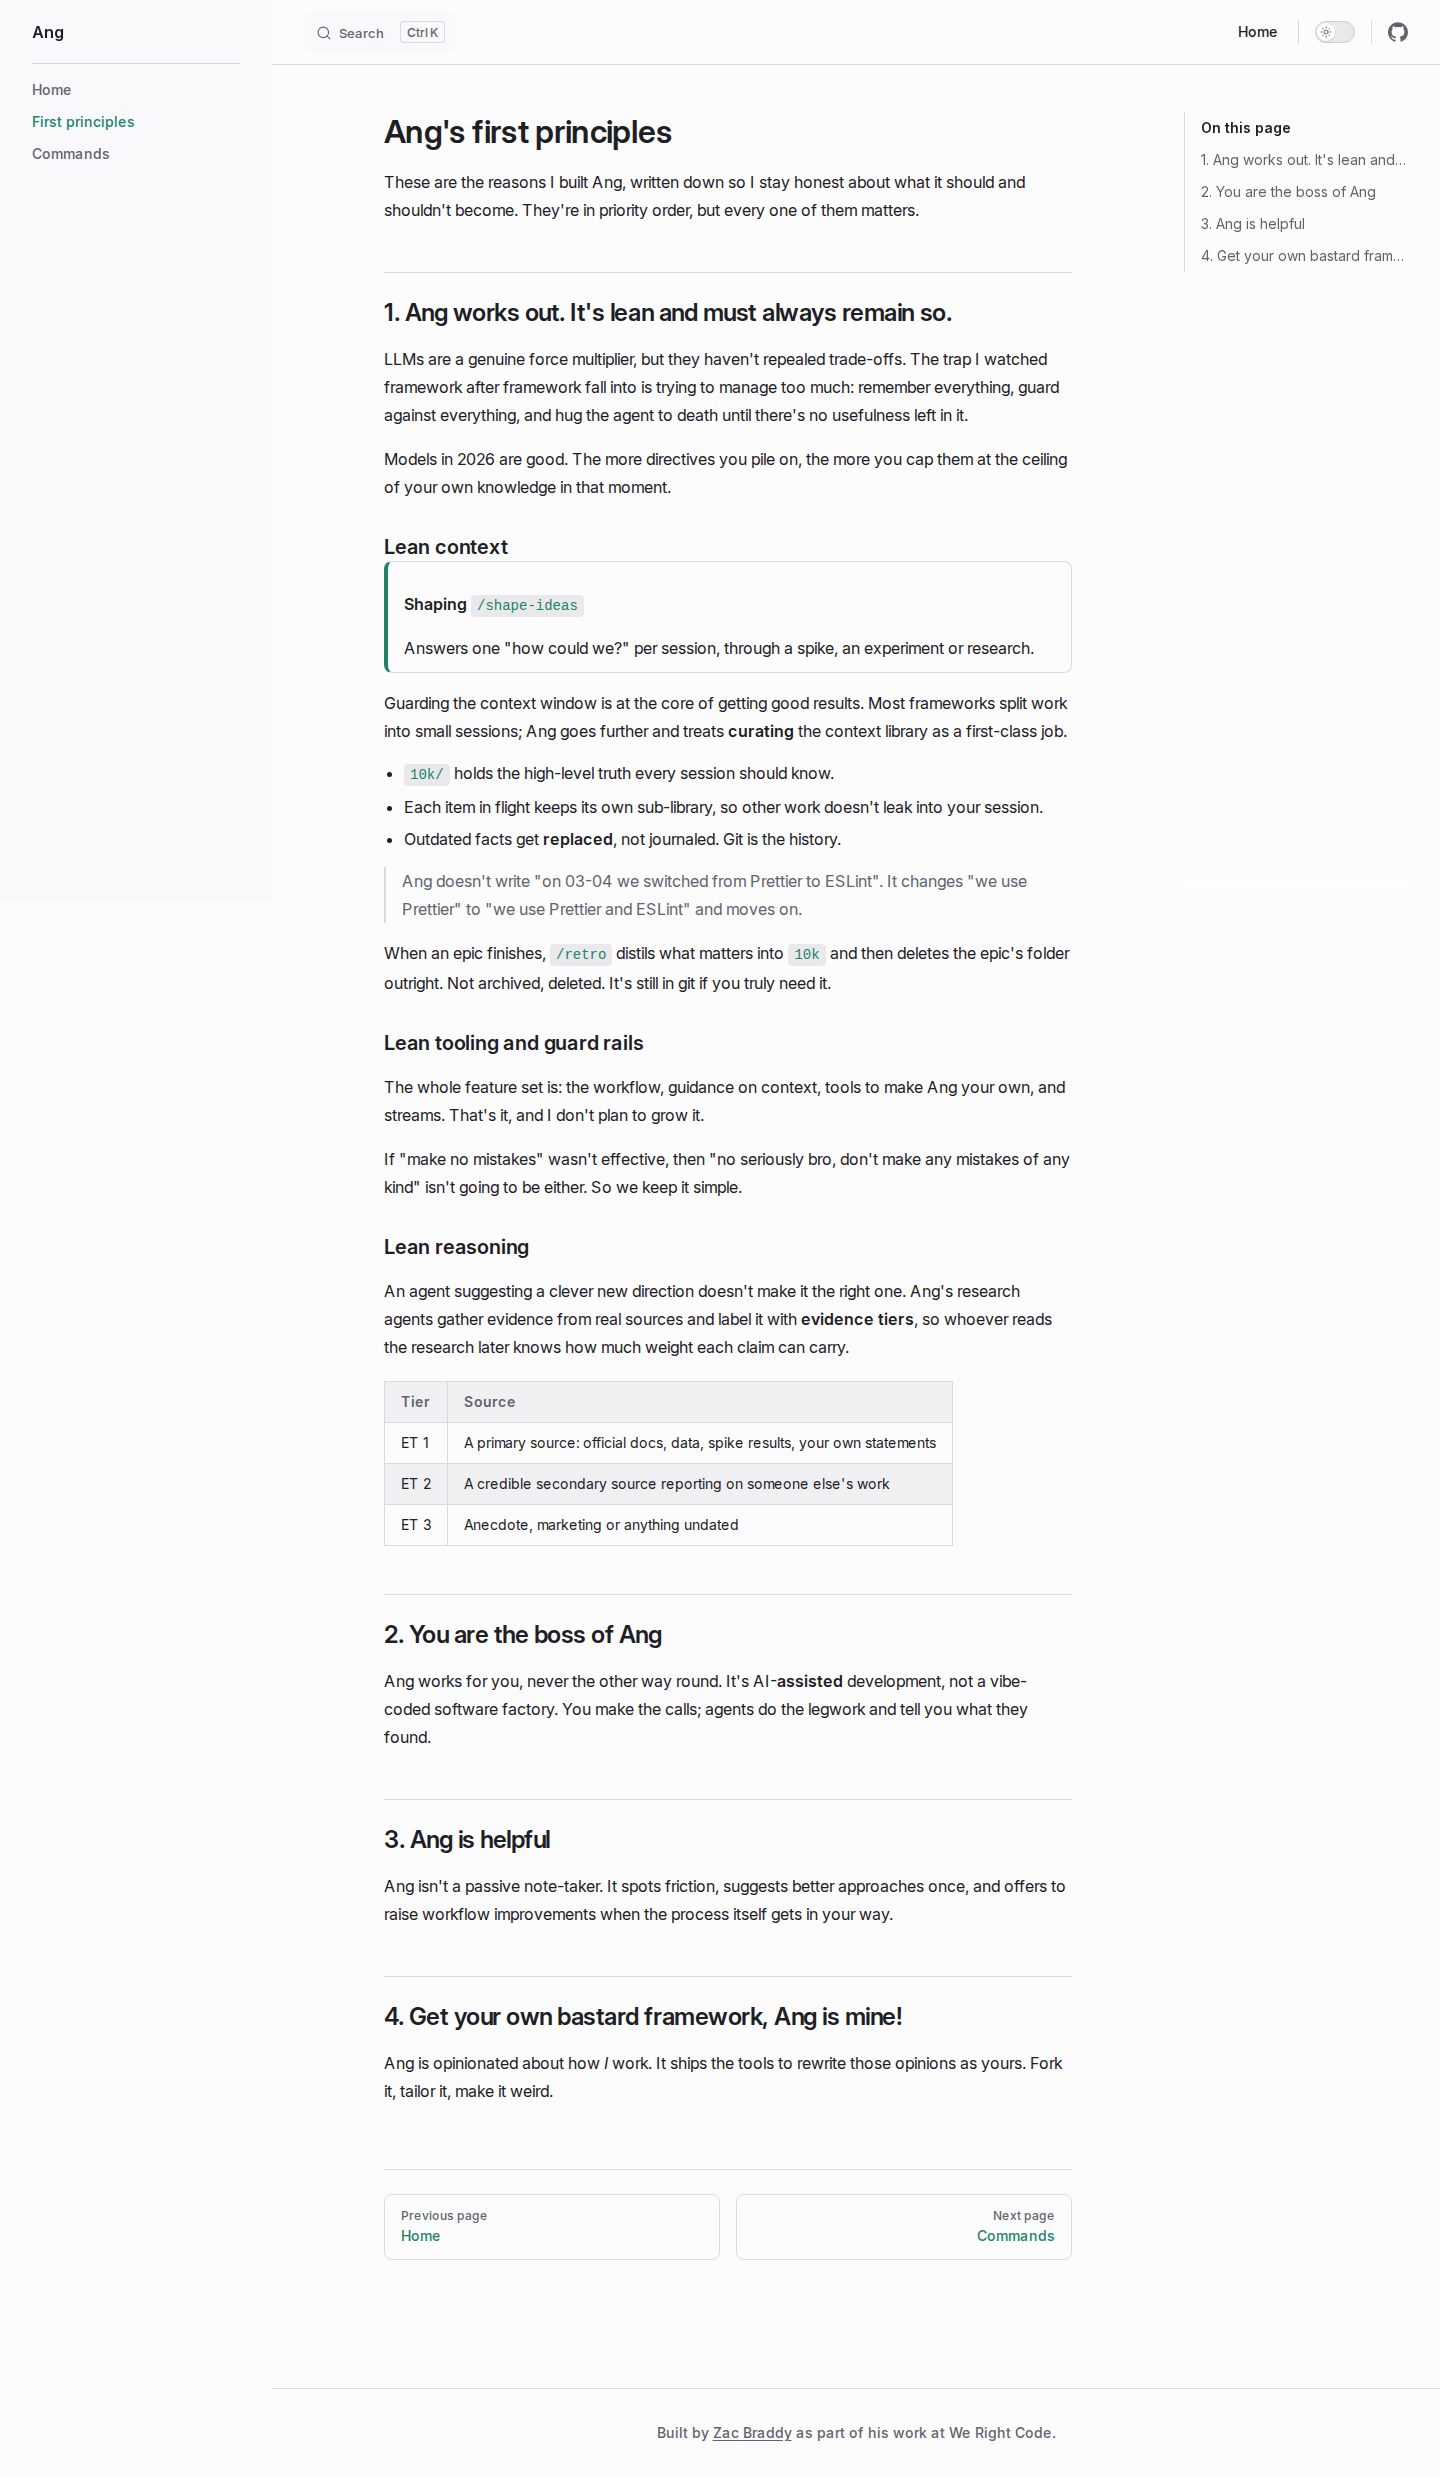 Ang
Home
First principles
Commands
Search Ctrl K
Home
Ang's first principles
These are the reasons I built Ang, written down so I stay honest about what it should and
shouldn't become. They're in priority order, but every one of them matters.
On this page
1. Ang works out. It's lean and…
2. You are the boss of Ang
3. Ang is helpful
4. Get your own bastard fram…
1. Ang works out. It's lean and must always remain so.
LLMs are a genuine force multiplier, but they haven't repealed trade-offs. The trap I watched
framework after framework fall into is trying to manage too much: remember everything, guard
against everything, and hug the agent to death until there's no usefulness left in it.
Models in 2026 are good. The more directives you pile on, the more you cap them at the ceiling
of your own knowledge in that moment.
Lean context
Shaping /shape-ideas
Answers one "how could we?" per session, through a spike, an experiment or research.
Guarding the context window is at the core of getting good results. Most frameworks split work
into small sessions; Ang goes further and treats curating the context library as a first-class job.
• 10k/ holds the high-level truth every session should know.
• Each item in flight keeps its own sub-library, so other work doesn't leak into your session.
• Outdated facts get replaced, not journaled. Git is the history.
Ang doesn't write "on 03-04 we switched from Prettier to ESLint". It changes "we use
Prettier" to "we use Prettier and ESLint" and moves on.
When an epic finishes, /retro distils what matters into 10k and then deletes the epic's folder
outright. Not archived, deleted. It's still in git if you truly need it.
Lean tooling and guard rails
The whole feature set is: the workflow, guidance on context, tools to make Ang your own, and
streams. That's it, and I don't plan to grow it.
If "make no mistakes" wasn't effective, then "no seriously bro, don't make any mistakes of any
kind" isn't going to be either. So we keep it simple.
Lean reasoning
An agent suggesting a clever new direction doesn't make it the right one. Ang's research
agents gather evidence from real sources and label it with evidence tiers, so whoever reads
the research later knows how much weight each claim can carry.
Tier Source
ET 1 A primary source: official docs, data, spike results, your own statements
ET 2 A credible secondary source reporting on someone else's work
ET 3 Anecdote, marketing or anything undated
2. You are the boss of Ang
Ang works for you, never the other way round. It's AI-assisted development, not a vibe-
coded software factory. You make the calls; agents do the legwork and tell you what they
found.
3. Ang is helpful
Ang isn't a passive note-taker. It spots friction, suggests better approaches once, and offers to
raise workflow improvements when the process itself gets in your way.
4. Get your own bastard framework, Ang is mine!
Ang is opinionated about how I work. It ships the tools to rewrite those opinions as yours. Fork
it, tailor it, make it weird.
Previous page
Home
Next page
Commands
Built by Zac Braddy as part of his work at We Right Code.